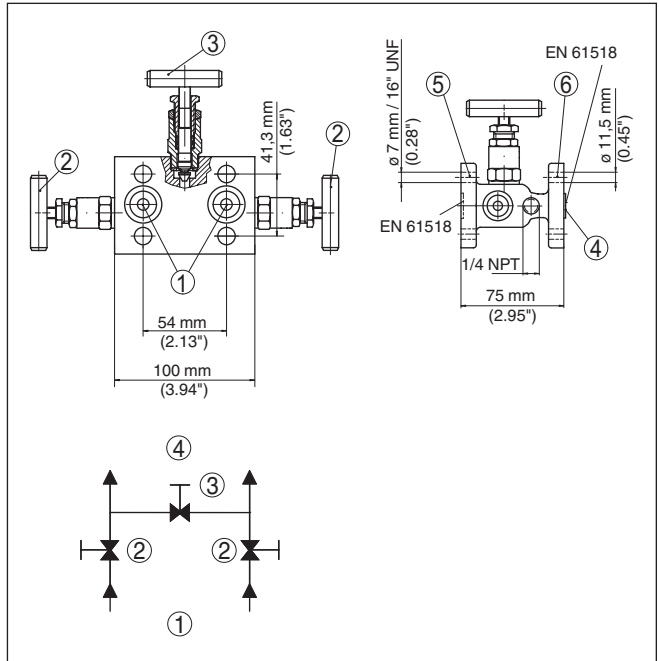 ③
②
②
41,3 mm
(1.63")
①
54 mm
(2.13")
100 mm
(3.94")
ø 7 mm / 16" UNF
(0.28")
⑤
EN 61518
⑥
ø 11,5 mm
(0.45")
EN 61518
④
1/4 NPT
75 mm
(2.95")
④
③
②
②
①